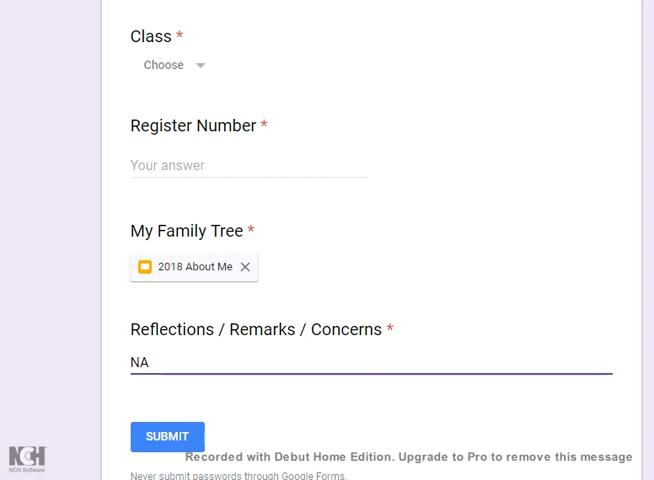 Class *
Choose
Register Number *
Your answer
My Family Tree *
2018 About Me
Reflections / Remarks / Concerns *
NA
SUBMIT
Recorded with Debut Home Edition. Upgrade to Pro to remove this message
NCH
NCH Software
Never submit passwords through Google Forms.